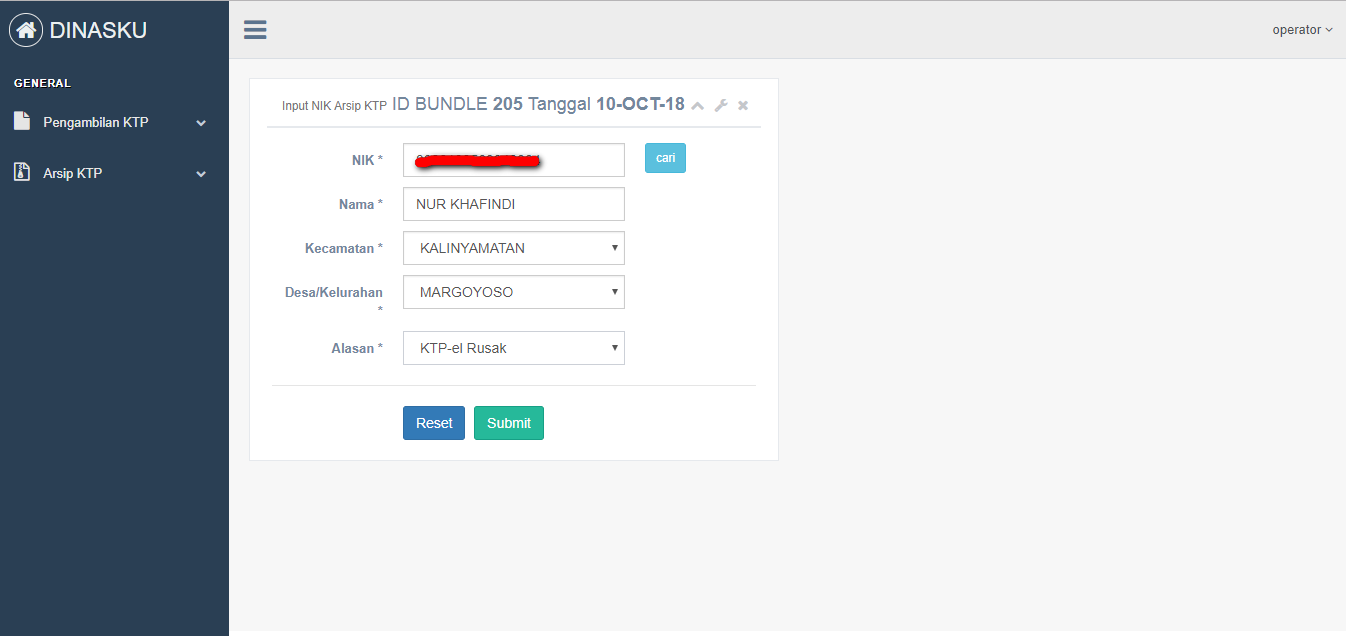 DINASKU
operator
GENERAL
Pengambilan KTP
Arsip KTP
Input NIK Arsip KTP ID BUNDLE 205 Tanggal 10-OCT-18
NIK *
cari
Nama * NUR KHAFINDI
Kecamatan * KALINYAMATAN
Desa/Kelurahan * MARGOYOSO
Alasan * KTP-el Rusak
Reset Submit